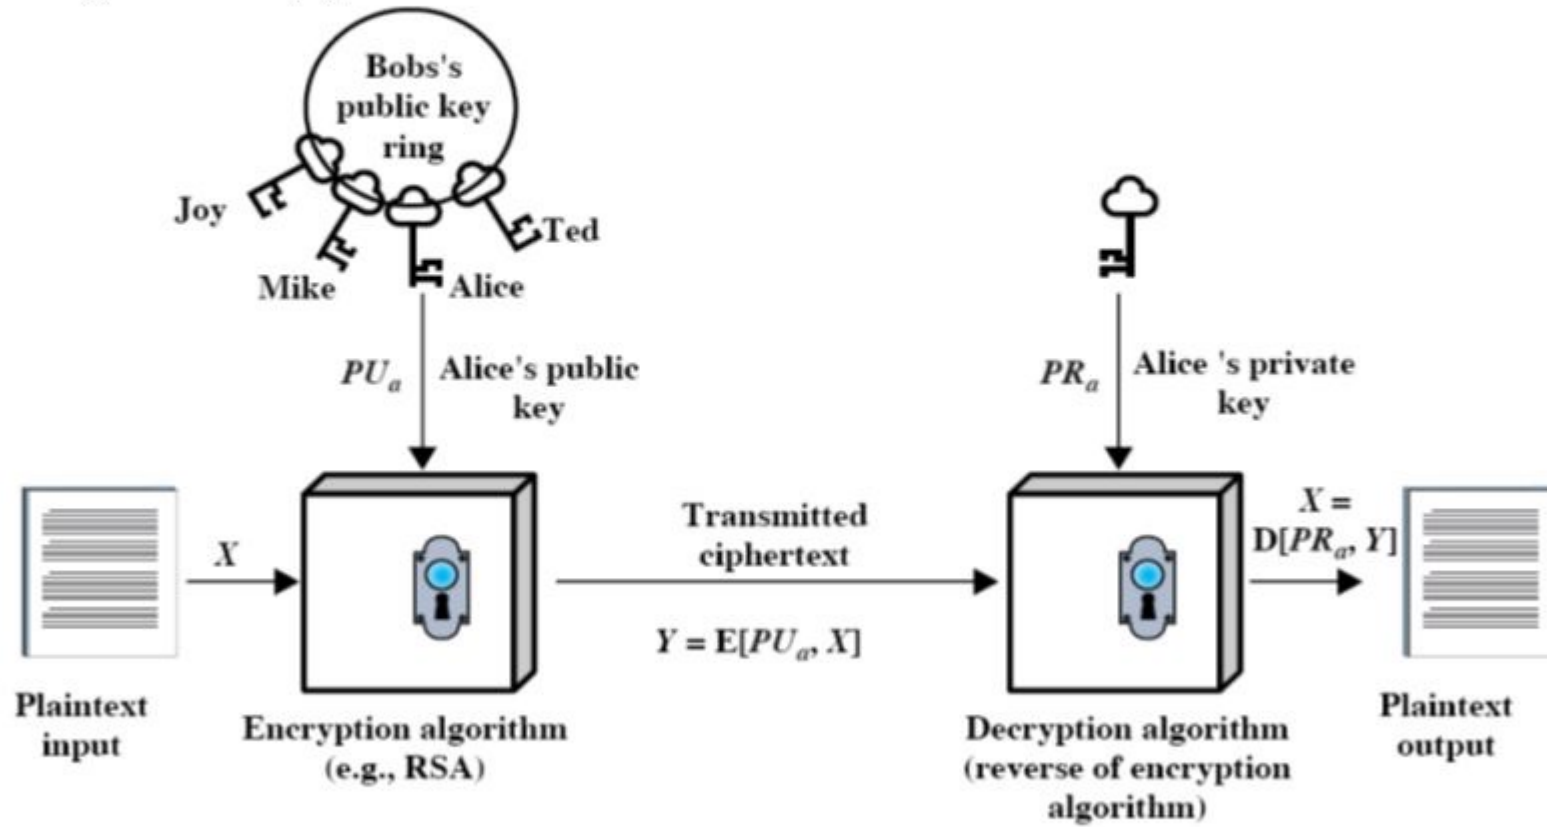 Bobs's
public key
ring
Joy
Ted
Mike
Alice
PUa
Alice's public
key
PRa
Alice 's private
key
X
Transmitted
ciphertext
X =
D[PRa, Y]
Y = E[PUa, X]
Plaintext
input
Encryption algorithm
(e.g., RSA)
Decryption algorithm
(reverse of encryption
algorithm)
Plaintext
output